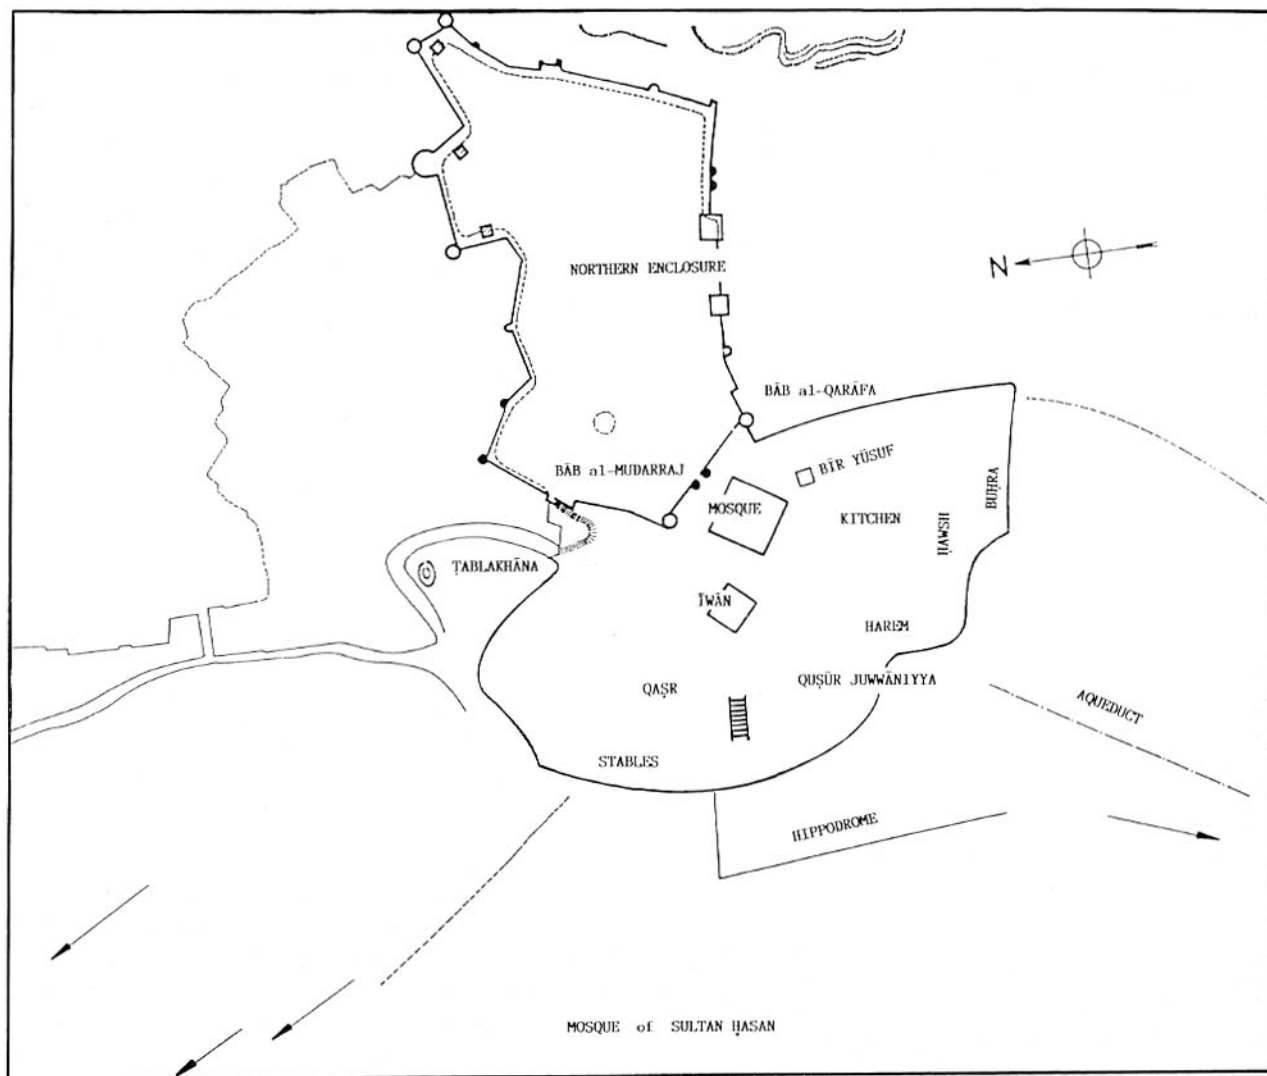 NORTHERN ENCLOSURE
N
BĀB al-QARĀFA
BĀB al-MUDARRAJ
BĪR YŪSUF
BUḤRA
MOSQUE
KITCHEN
ḤAWSH
ṬABLAKHĀNA
ĪWĀN
HAREM
QAṢR
QUṢŪR JUWWĀNIYYA
AQUEDUCT
STABLES
HIPPODROME
MOSQUE of SULTAN ḤASAN